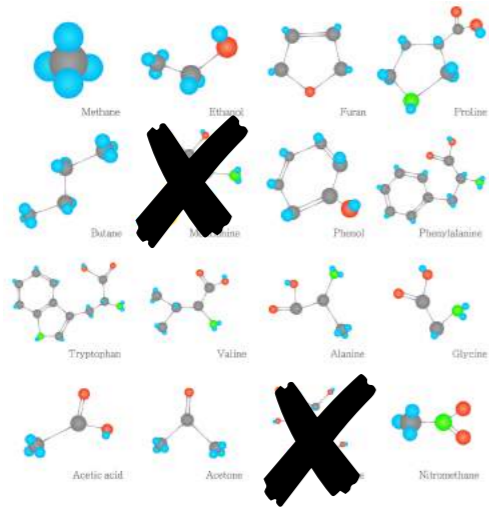 Methane
Ethanol
Furan
Proline
Butane
Phenol
Phenylalanine
Tryptophan
Valine
Alanine
Glycine
Acetic acid
Acetone
Nitromethane